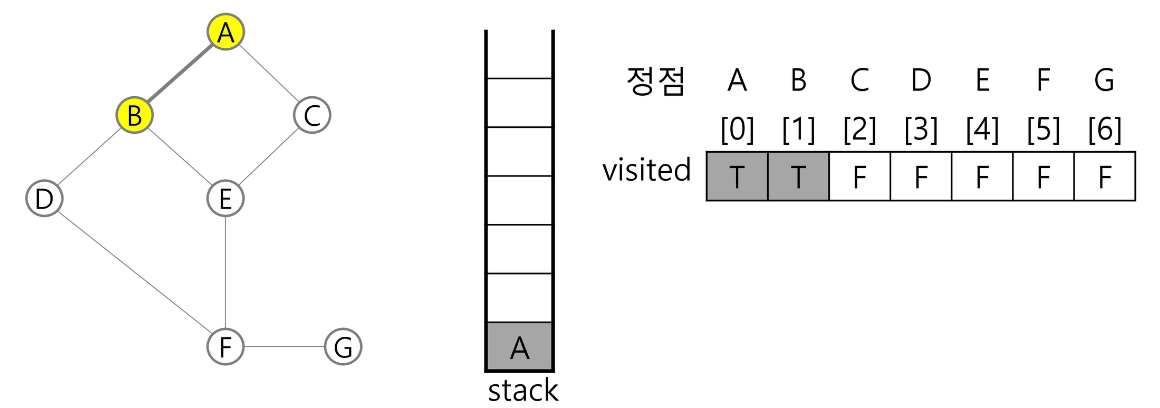 A
B
C
D
E
F
G
A
stack
정점 A B C D E F G
[0] [1] [2] [3] [4] [5] [6]
visited T T F F F F F